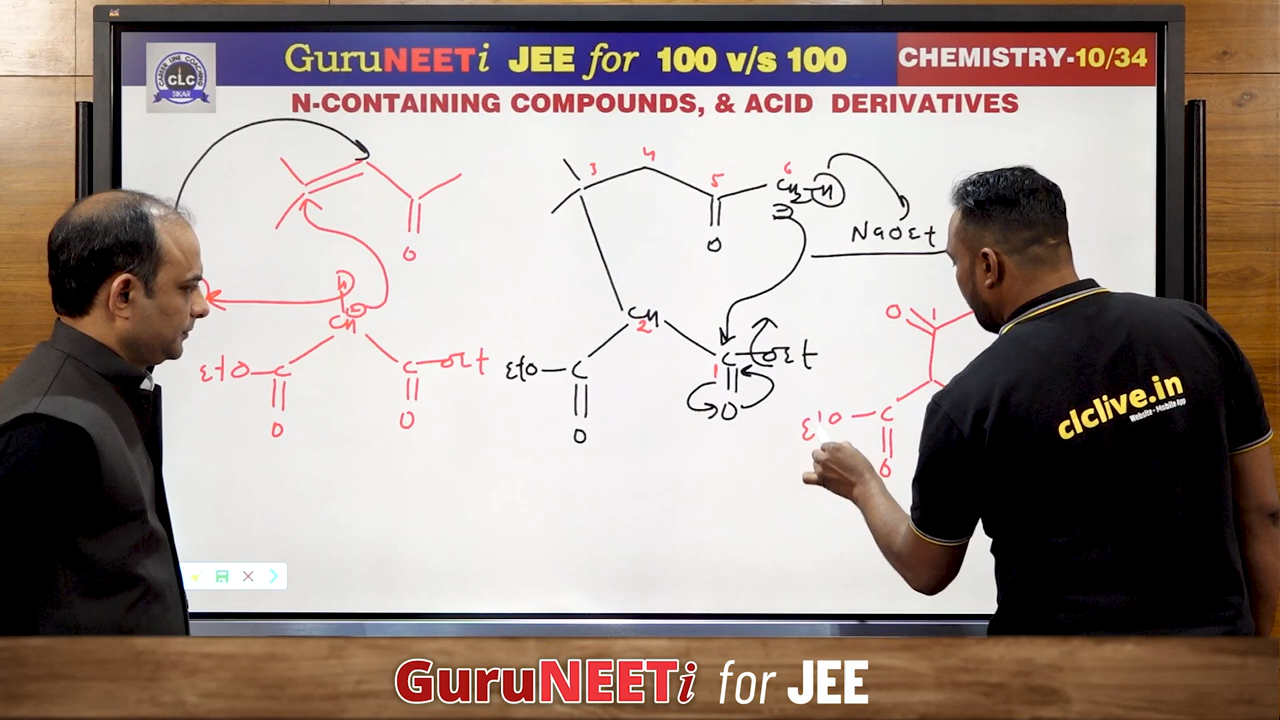 CAREER LINE COACHING
CLC
SIKAR
GuruNEETi JEE for 100 v/s 100
CHEMISTRY-10/34
N-CONTAINING COMPOUNDS, & ACID DERIVATIVES
3 4 5 6
CH2 H
O
NaOEt
O
H
CH
CH
2
O 1
EtO C
O
C OEt
O
EtO C
O
C OEt
1
O
EtO C
O
clclive.in
Website • Mobile App
GuruNEETi for JEE